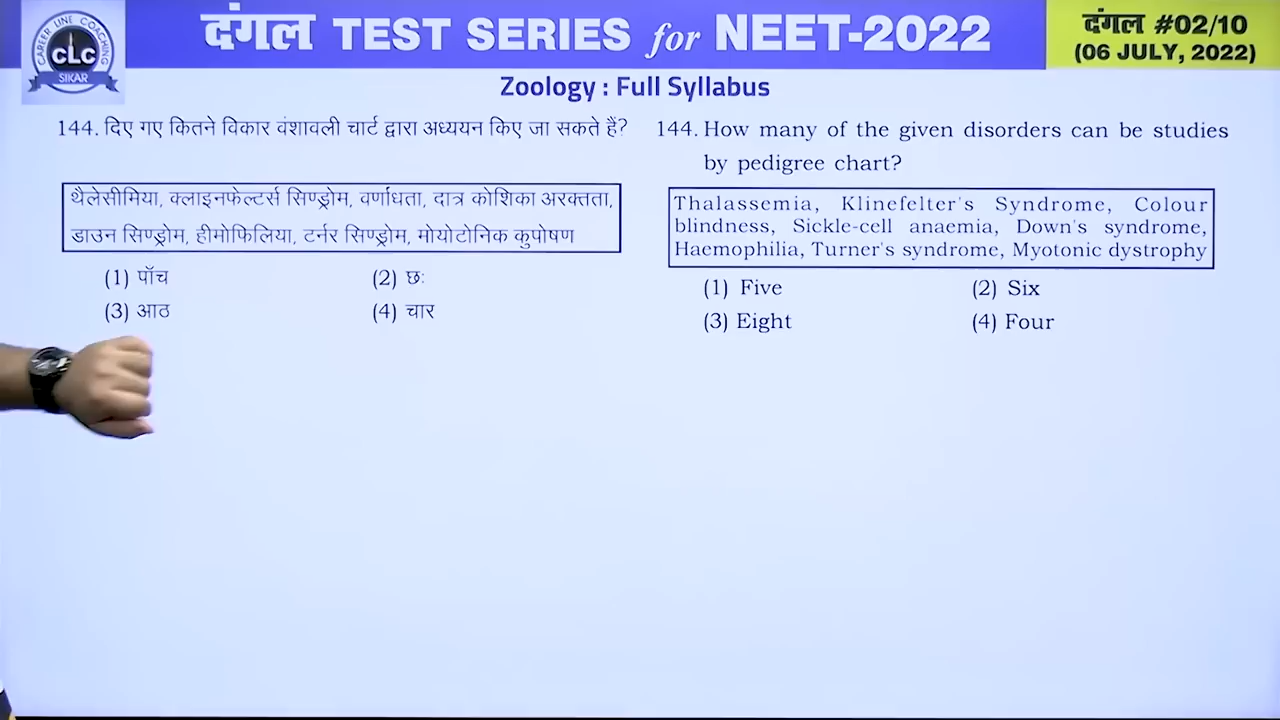 CAREER LINE COACHING
CLC
SIKAR
दंगल TEST SERIES for NEET-2022
दंगल #02/10
(06 JULY, 2022)
Zoology : Full Syllabus
144. दिए गए कितने विकार वंशावली चार्ट द्वारा अध्ययन किए जा सकते हैं?
थैलेसीमिया, क्लाइनफेल्टर्स सिण्ड्रोम, वर्णांधता, दात्र कोशिका अरक्तता,
डाउन सिण्ड्रोम, हीमोफिलिया, टर्नर सिण्ड्रोम, मोयोटोनिक कुपोषण
(1) पाँच (2) छः
(3) आठ (4) चार
144. How many of the given disorders can be studies
by pedigree chart?
Thalassemia, Klinefelter's Syndrome, Colour
blindness, Sickle-cell anaemia, Down's syndrome,
Haemophilia, Turner's syndrome, Myotonic dystrophy
(1) Five (2) Six
(3) Eight (4) Four